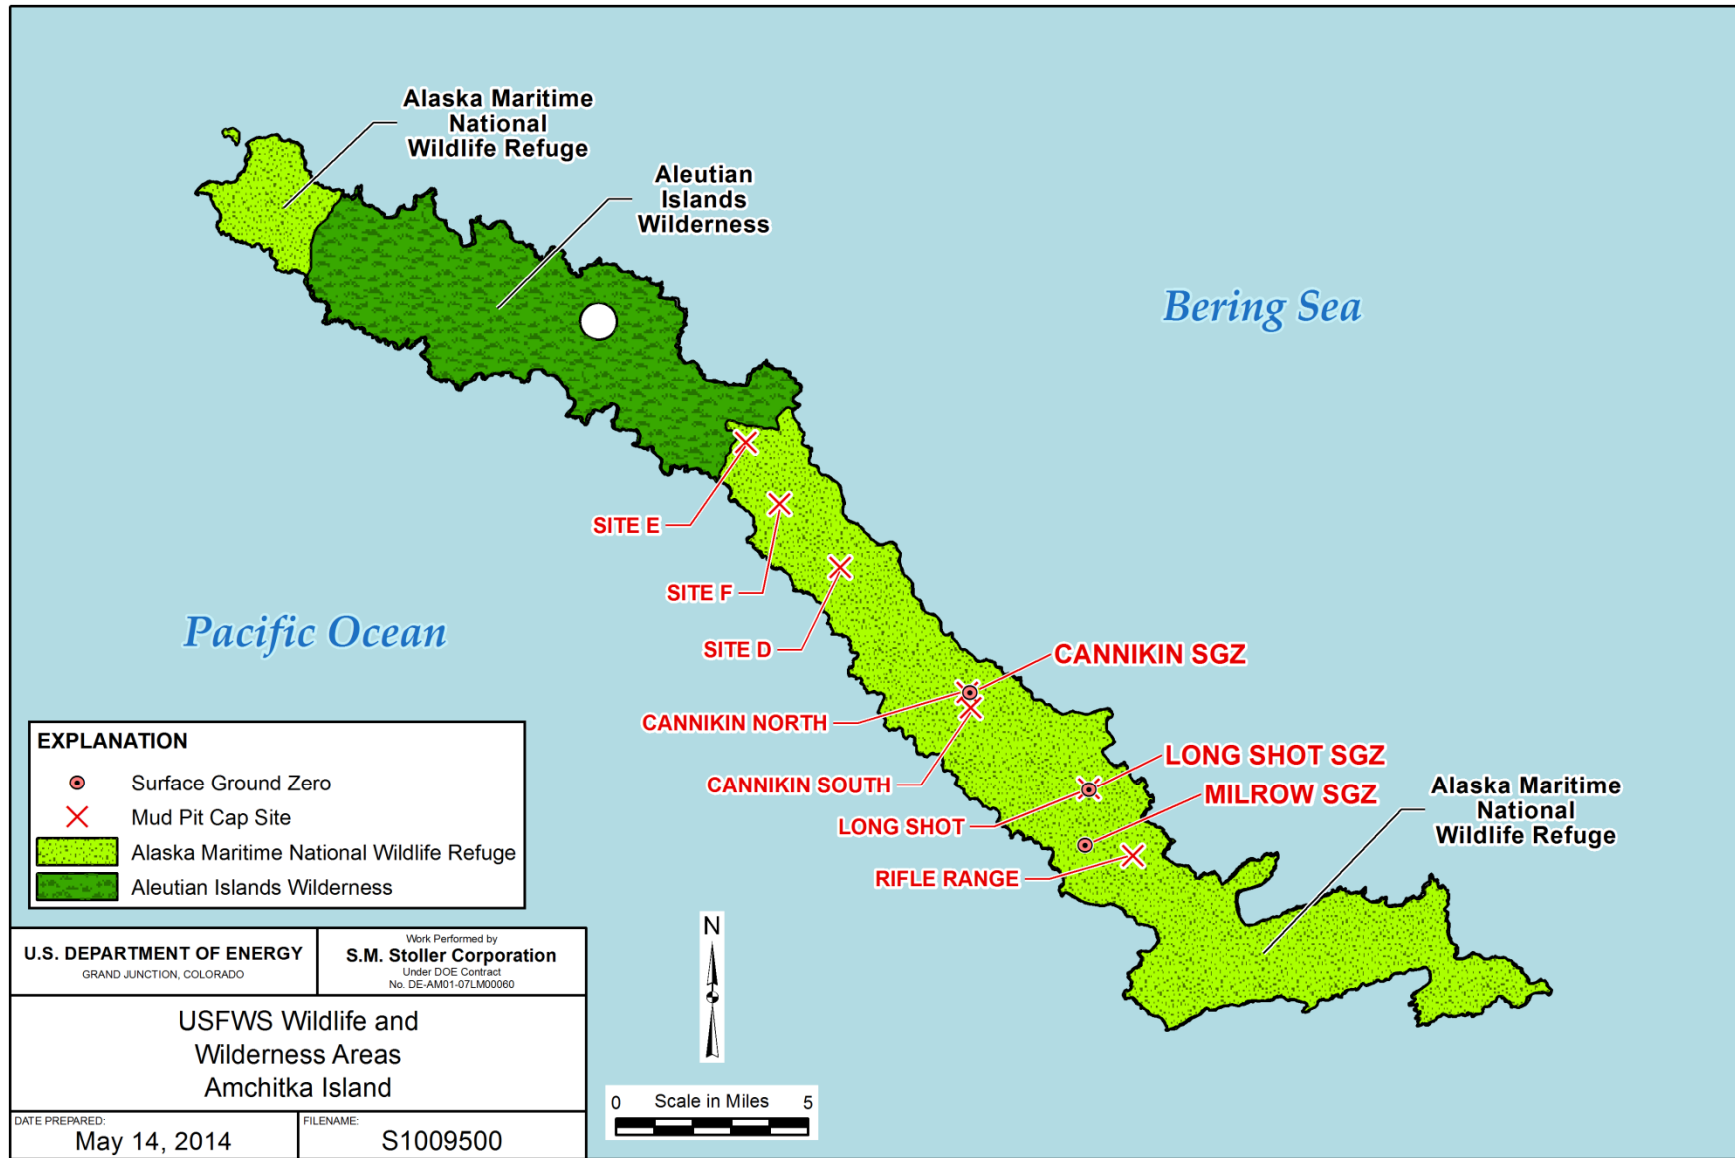 Alaska Maritime
National
Wildlife Refuge
Aleutian
Islands
Wilderness
Bering Sea
SITE E
SITE F
Pacific Ocean
SITE D
CANNIKIN SGZ
CANNIKIN NORTH
CANNIKIN SOUTH
LONG SHOT SGZ
MILROW SGZ
LONG SHOT
RIFLE RANGE
Alaska Maritime
National
Wildlife Refuge
EXPLANATION
Surface Ground Zero
Mud Pit Cap Site
Alaska Maritime National Wildlife Refuge
Aleutian Islands Wilderness
U.S. DEPARTMENT OF ENERGY
GRAND JUNCTION, COLORADO
Work Performed by
S.M. Stoller Corporation
Under DOE Contract
No. DE-AM01-07LM00060
USFWS Wildlife and
Wilderness Areas
Amchitka Island
DATE PREPARED:
May 14, 2014
FILENAME:
S1009500
N
0 Scale in Miles 5